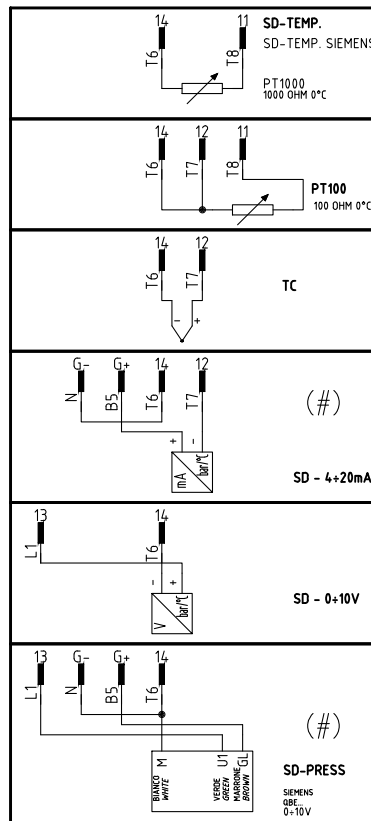 14 11 SD-TEMP.
SD-TEMP. SIEMENS
T6 T8
PT1000
1000 OHM 0°C
14 12 11
T6 T7 T8
PT100
100 OHM 0°C
14 12
T6 T7
TC
- +
G- G+ 14 12
N B5 T6 T7
(#)
+ -
mA bar/°C
SD - 4÷20mA
13 14
L1 T6
- +
V bar/°C
SD - 0÷10V
13 G- G+ 14
L1 N B5 T6
(#)
M U1 GL
BIANCO VERDE MARRONE
WHITE GREEN BROWN
SD-PRESS
SIEMENS
QBE...
0÷10V